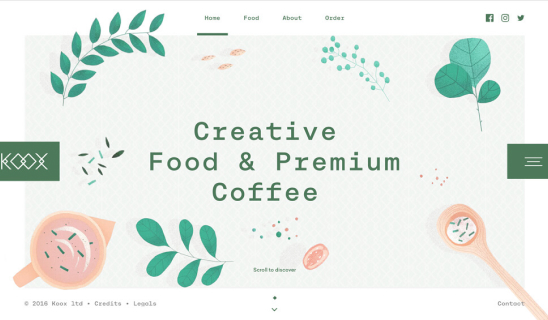 Home Food About Order
KOOX
Creative
Food & Premium
Coffee
Scroll to discover
© 2016 Koox ltd • Credits • Legals
Contact